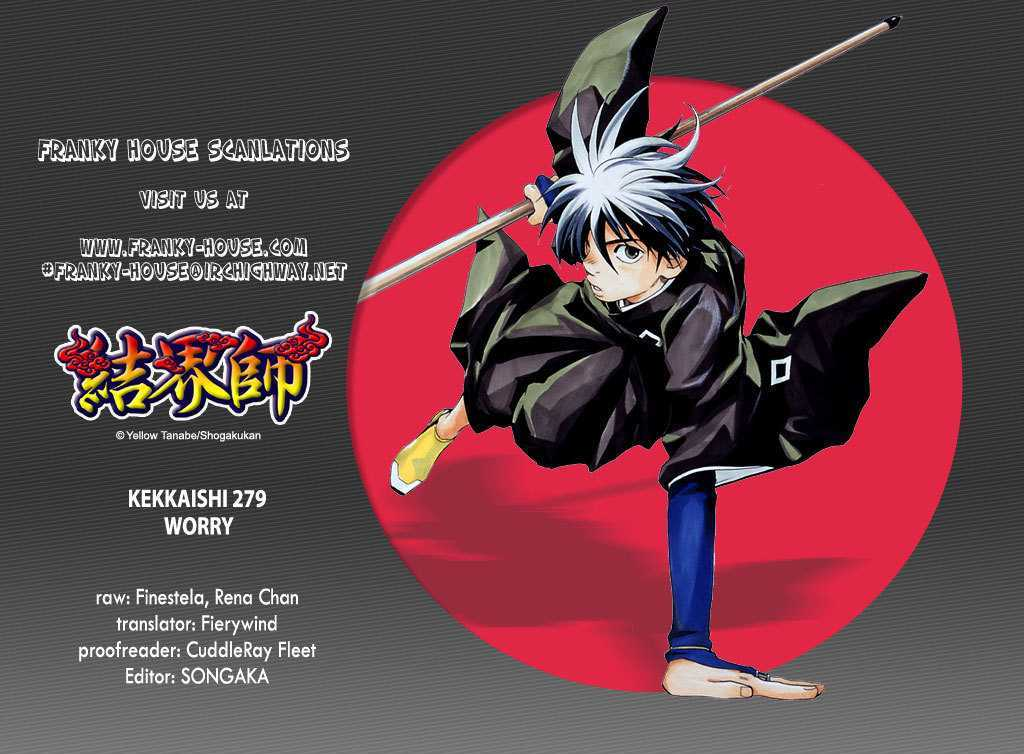 FRANKY HOUSE SCANLATIONS
VISIT US AT
WWW.FRANKY-HOUSE.COM
#FRANKY-HOUSE@IRCHIGHWAY.NET
結界師
© Yellow Tanabe/Shogakukan
KEKKAISHI 279
WORRY
raw: Finestela, Rena Chan
translator: Fierywind
proofreader: CuddleRay Fleet
Editor: SONGAKA